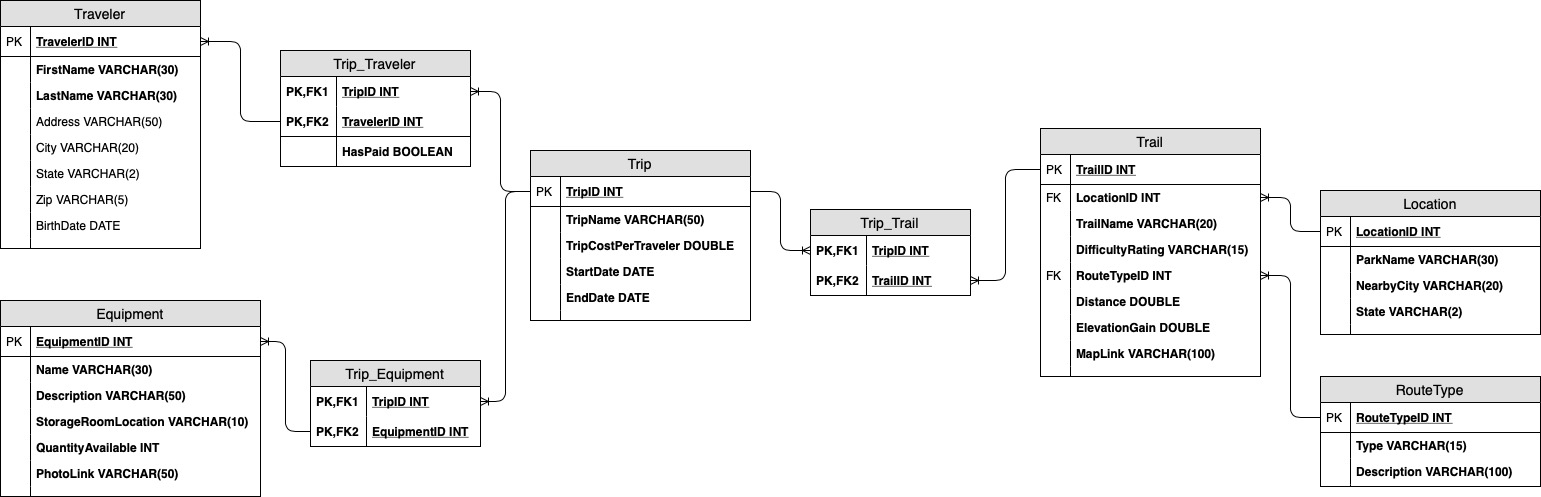 Traveler
PK TravelerID INT
FirstName VARCHAR(30)
LastName VARCHAR(30)
Address VARCHAR(50)
City VARCHAR(20)
State VARCHAR(2)
Zip VARCHAR(5)
BirthDate DATE
Trip_Traveler
PK,FK1 TripID INT
PK,FK2 TravelerID INT
HasPaid BOOLEAN
Equipment
PK EquipmentID INT
Name VARCHAR(30)
Description VARCHAR(50)
StorageRoomLocation VARCHAR(10)
QuantityAvailable INT
PhotoLink VARCHAR(50)
Trip_Equipment
PK,FK1 TripID INT
PK,FK2 EquipmentID INT
Trip
PK TripID INT
TripName VARCHAR(50)
TripCostPerTraveler DOUBLE
StartDate DATE
EndDate DATE
Trip_Trail
PK,FK1 TripID INT
PK,FK2 TrailID INT
Trail
PK TrailID INT
FK LocationID INT
TrailName VARCHAR(20)
DifficultyRating VARCHAR(15)
FK RouteTypeID INT
Distance DOUBLE
ElevationGain DOUBLE
MapLink VARCHAR(100)
Location
PK LocationID INT
ParkName VARCHAR(30)
NearbyCity VARCHAR(20)
State VARCHAR(2)
RouteType
PK RouteTypeID INT
Type VARCHAR(15)
Description VARCHAR(100)